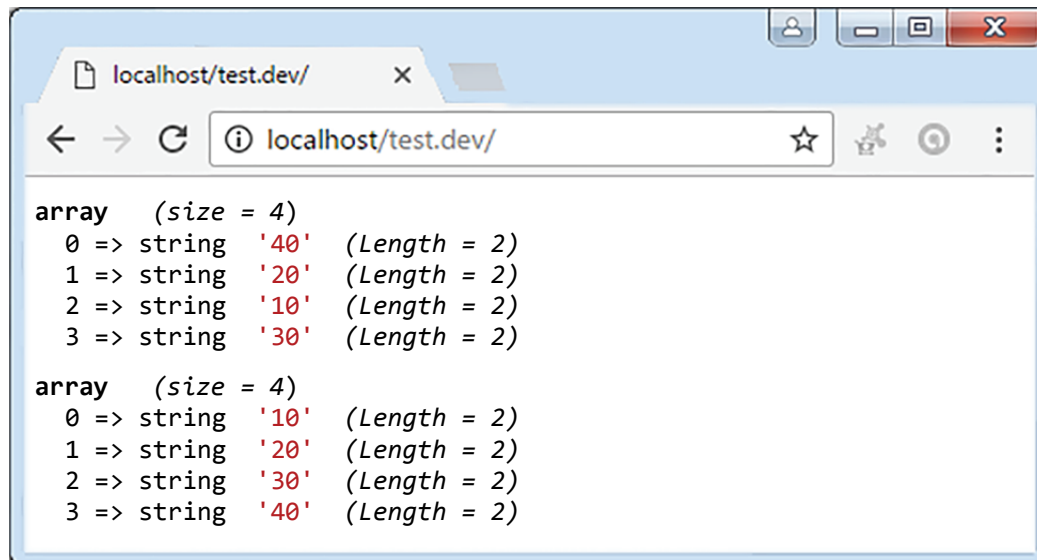 localhost/test.dev/
localhost/test.dev/
array (size = 4)
0 => string '40' (Length = 2)
1 => string '20' (Length = 2)
2 => string '10' (Length = 2)
3 => string '30' (Length = 2)
array (size = 4)
0 => string '10' (Length = 2)
1 => string '20' (Length = 2)
2 => string '30' (Length = 2)
3 => string '40' (Length = 2)